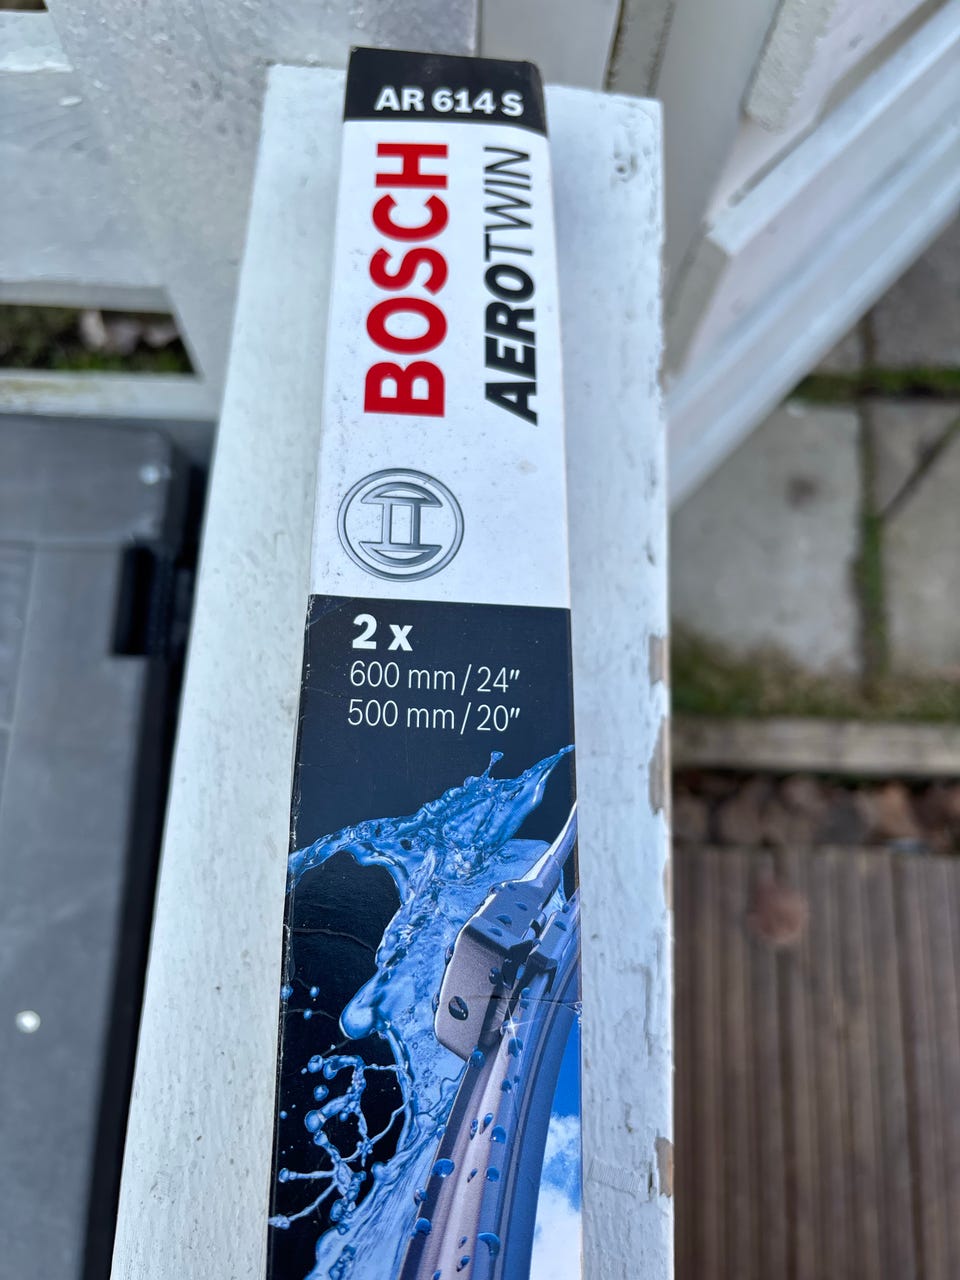 AR 614 S
BOSCH
AEROTWIN
2 x
600 mm / 24"
500 mm / 20"